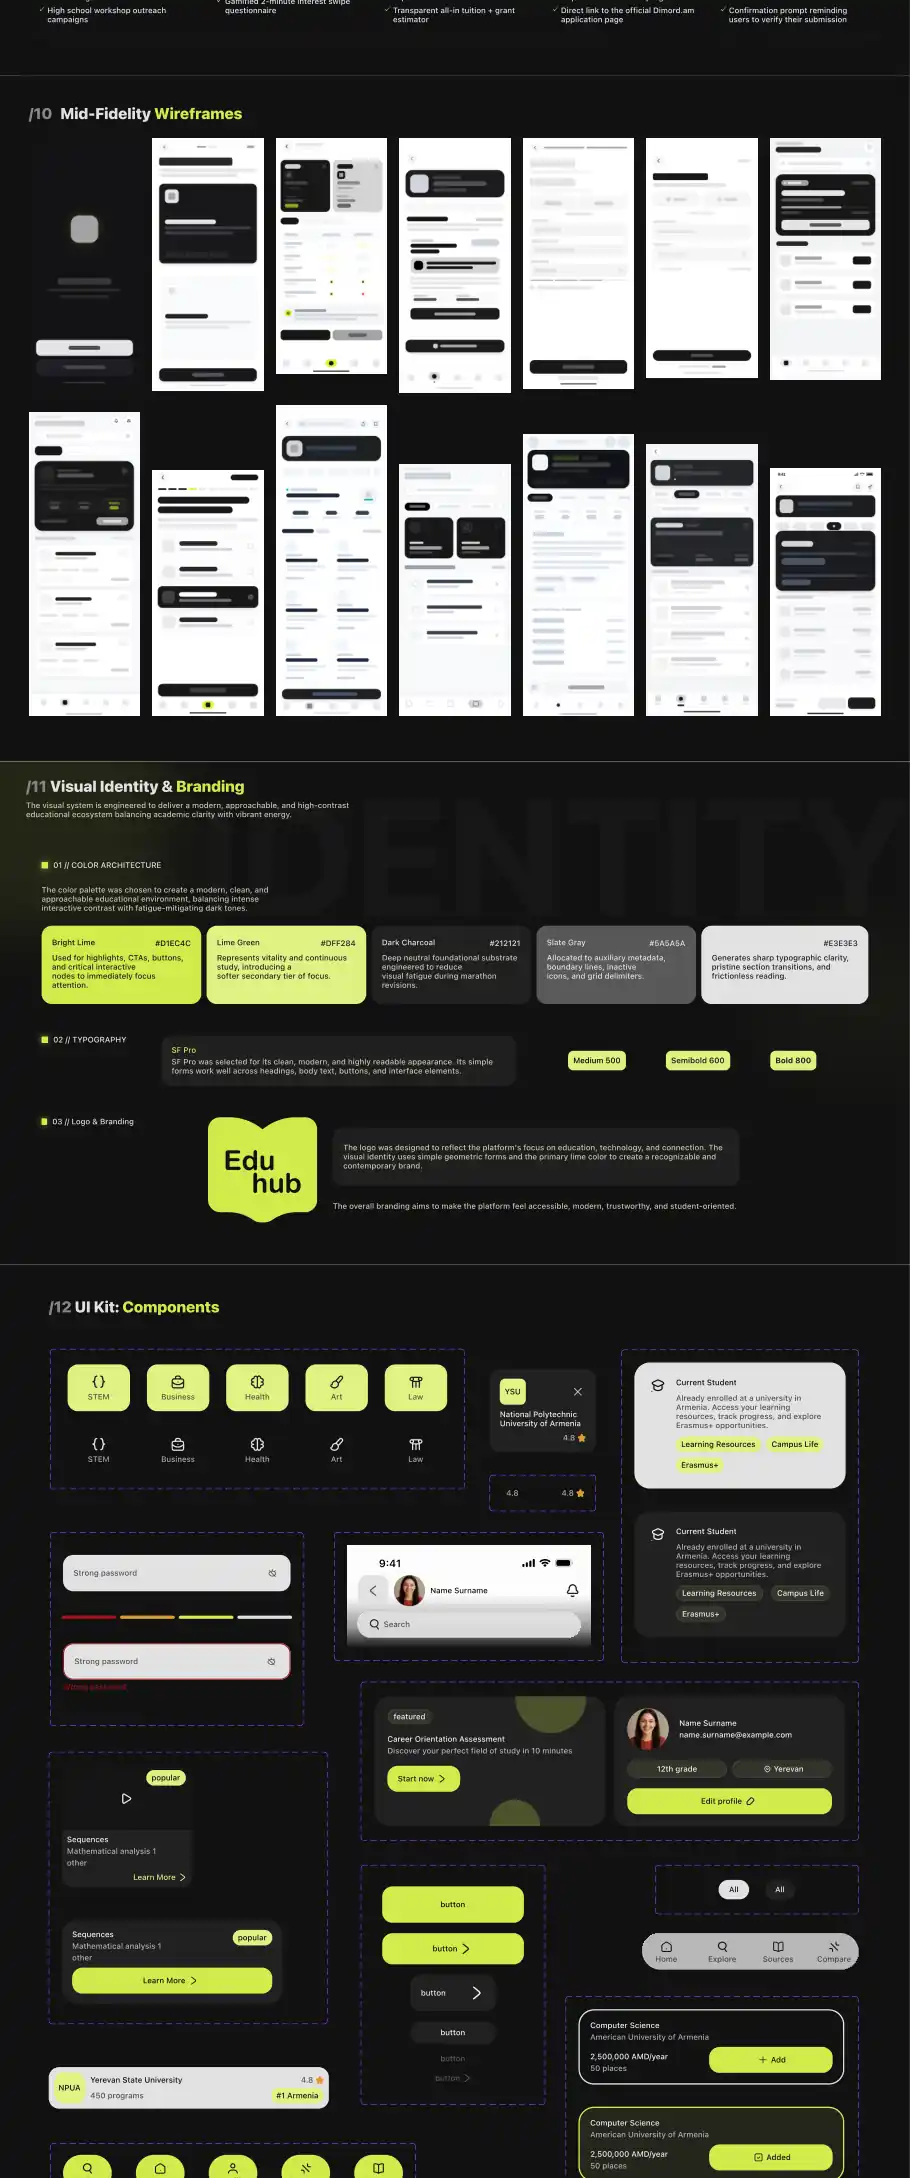 High school workshop outreach
campaigns
Gamified 2-minute interest swipe
questionnaire
Transparent all-in tuition + grant
estimator
Direct link to the official Dimord.am
application page
Confirmation prompt reminding
users to verify their submission
/10 Mid-Fidelity Wireframes
9:41
/11 Visual Identity & Branding
The visual system is engineered to deliver a modern, approachable, and high-contrast
educational ecosystem balancing academic clarity with vibrant energy.
IDENTITY
01 // COLOR ARCHITECTURE
The color palette was chosen to create a modern, clean, and
approachable educational environment, balancing intense
interactive contrast with fatigue-mitigating dark tones.
Bright Lime #D1EC4C
Used for highlights, CTAs, buttons,
and critical interactive
nodes to immediately focus
attention.
Lime Green #DFF284
Represents vitality and continuous
study, introducing a
softer secondary tier of focus.
Dark Charcoal #212121
Deep neutral foundational substrate
engineered to reduce
visual fatigue during marathon
revisions.
Slate Gray #5A5A5A
Allocated to auxiliary metadata,
boundary lines, inactive
icons, and grid delimiters.
#E3E3E3
Generates sharp typographic clarity,
pristine section transitions, and
frictionless reading.
02 // TYPOGRAPHY
SF Pro
SF Pro was selected for its clean, modern, and highly readable appearance. Its simple
forms work well across headings, body text, buttons, and interface elements.
Medium 500
Semibold 600
Bold 800
03 // Logo & Branding
Edu
hub
The logo was designed to reflect the platform's focus on education, technology, and connection. The
visual identity uses simple geometric forms and the primary lime color to create a recognizable and
contemporary brand.
The overall branding aims to make the platform feel accessible, modern, trustworthy, and student-oriented.
/12 UI Kit: Components
STEM
Business
Health
Art
Law
STEM
Business
Health
Art
Law
YSU
National Polytechnic
University of Armenia
4.8
4.8
4.8
Current Student
Already enrolled at a university in
Armenia. Access your learning
resources, track progress, and explore
Erasmus+ opportunities.
Learning Resources
Campus Life
Erasmus+
Current Student
Already enrolled at a university in
Armenia. Access your learning
resources, track progress, and explore
Erasmus+ opportunities.
Learning Resources
Campus Life
Erasmus+
Strong password
Strong password
9:41
Name Surname
Search
featured
Career Orientation Assessment
Discover your perfect field of study in 10 minutes
Start now
Name Surname
name.surname@example.com
12th grade
Yerevan
Edit profile
popular
Sequences
Mathematical analysis 1
other
Learn More
Sequences
Mathematical analysis 1
other
popular
Learn More
button
button
button
button
button
button
All
All
Home
Explore
Sources
Compare
Computer Science
American University of Armenia
2,500,000 AMD/year
50 places
Add
Computer Science
American University of Armenia
2,500,000 AMD/year
50 places
Added
NPUA
Yerevan State University
4.8
450 programs
#1 Armenia